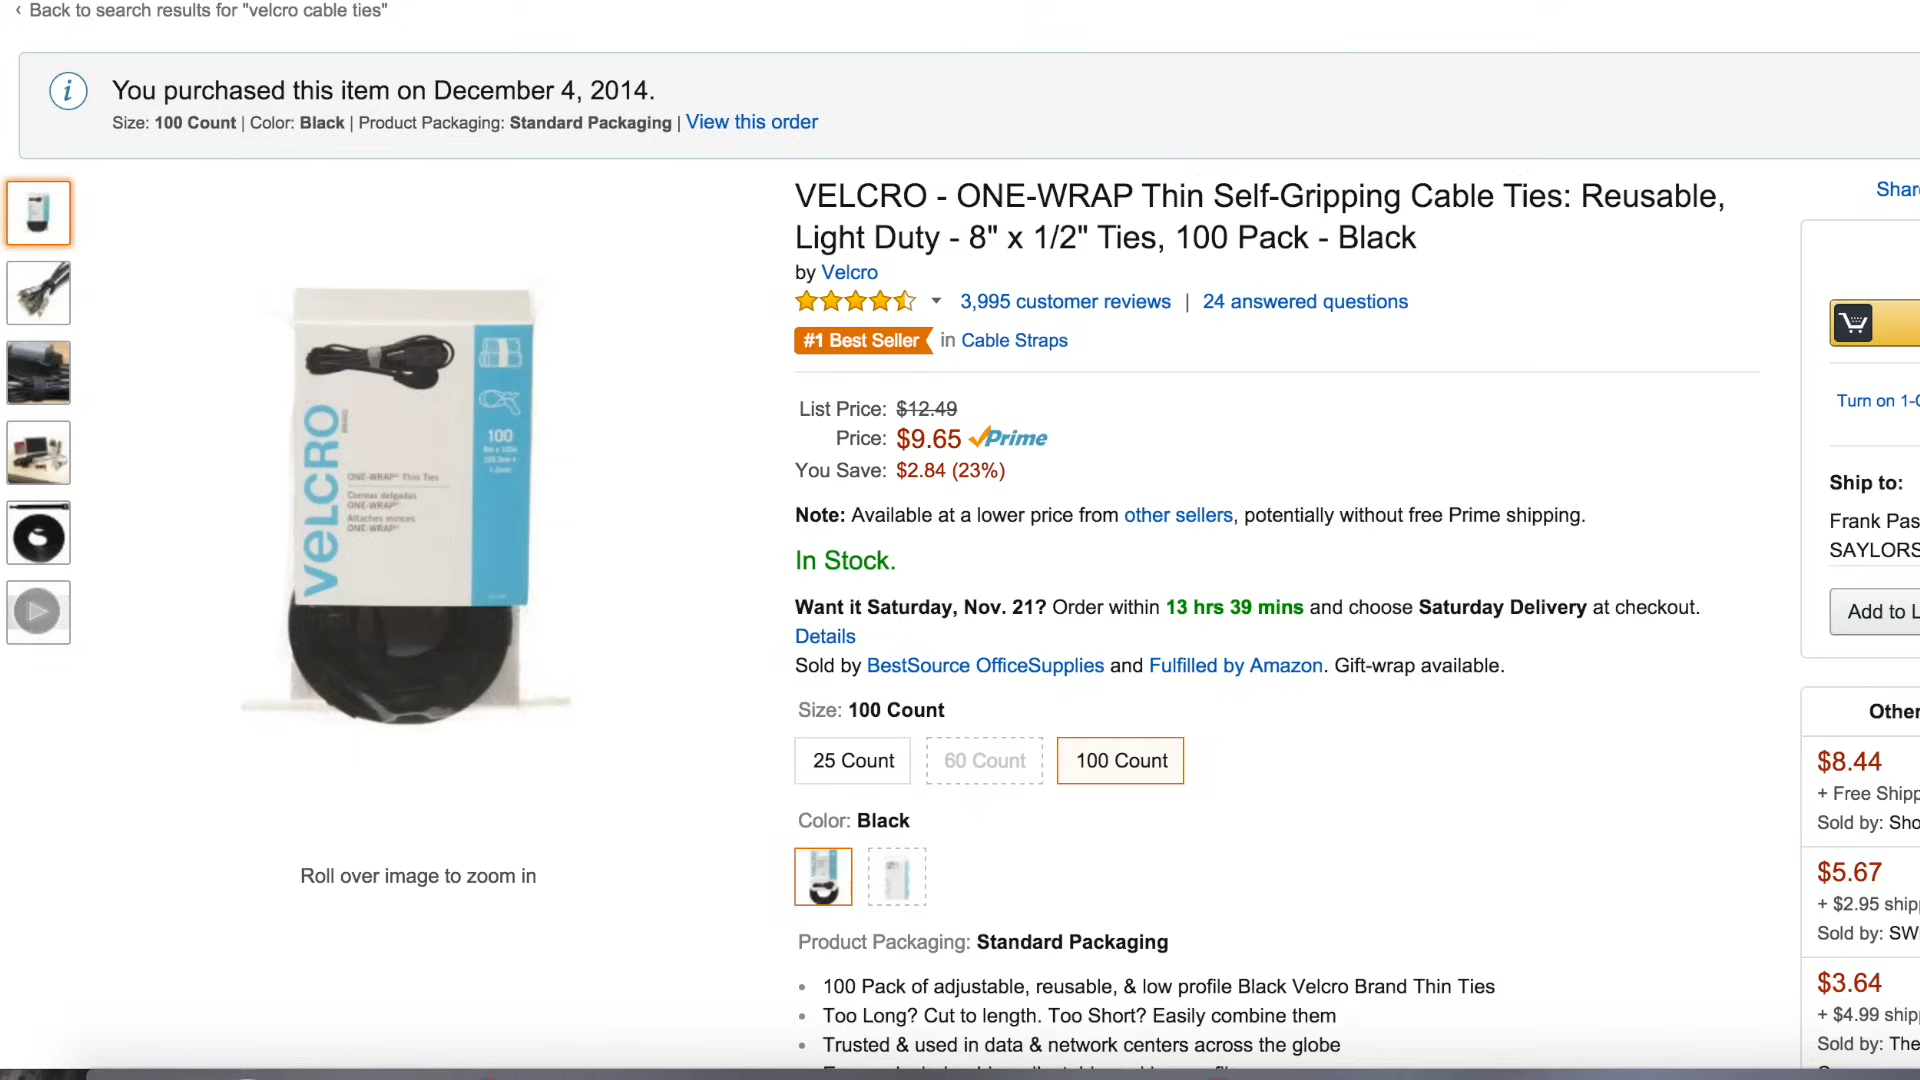 ‹ Back to search results for "velcro cable ties"
You purchased this item on December 4, 2014.
Size: 100 Count | Color: Black | Product Packaging: Standard Packaging | View this order
VELCRO - ONE-WRAP Thin Self-Gripping Cable Ties: Reusable,
Light Duty - 8" x 1/2" Ties, 100 Pack - Black
by Velcro
3,995 customer reviews | 24 answered questions
#1 Best Seller in Cable Straps
List Price: $12.49
Price: $9.65 Prime
You Save: $2.84 (23%)
Note: Available at a lower price from other sellers, potentially without free Prime shipping.
In Stock.
Want it Saturday, Nov. 21? Order within 13 hrs 39 mins and choose Saturday Delivery at checkout.
Details
Sold by BestSource OfficeSupplies and Fulfilled by Amazon. Gift-wrap available.
Size: 100 Count
25 Count
60 Count
100 Count
Color: Black
Product Packaging: Standard Packaging
• 100 Pack of adjustable, reusable, & low profile Black Velcro Brand Thin Ties
• Too Long? Cut to length. Too Short? Easily combine them
• Trusted & used in data & network centers across the globe
VELCRO
BRAND
100
ONE-WRAP® Thin Ties
Correas delgadas
ONE-WRAP®
Attaches minces
ONE-WRAP®
Roll over image to zoom in
Shar
Turn on 1-
Ship to:
Frank Pas
SAYLORS
Add to L
Other
$8.44
+ Free Shipp
Sold by: Sho
$5.67
+ $2.95 ship
Sold by: SW
$3.64
+ $4.99 ship
Sold by: The